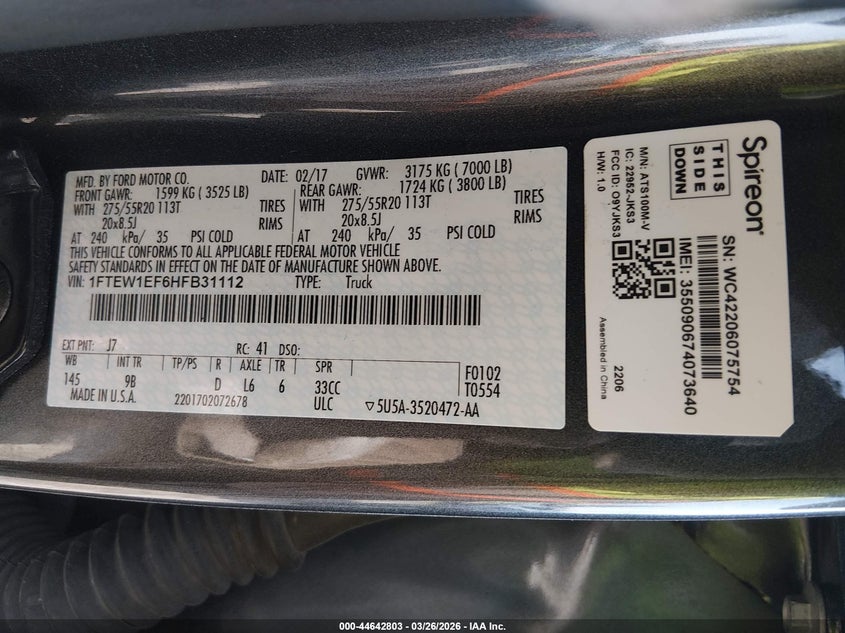 MFD. BY FORD MOTOR CO.
DATE: 02/17 GVWR: 3175 KG (7000 LB)
FRONT GAWR: 1599 KG (3525 LB)
REAR GAWR: 1724 KG (3800 LB)
WITH 275/55R20 113T TIRES
WITH 275/55R20 113T TIRES
20x8.5J RIMS
20x8.5J RIMS
AT 240 kPa/ 35 PSI COLD
AT 240 kPa/ 35 PSI COLD
THIS VEHICLE CONFORMS TO ALL APPLICABLE FEDERAL MOTOR VEHICLE
SAFETY STANDARDS IN EFFECT ON THE DATE OF MANUFACTURE SHOWN ABOVE.
VIN: 1FTEW1EF6HFB31112 TYPE: Truck
EXT PNT: J7 RC: 41 DSO:
WB INT TR TP/PS R AXLE TR SPR
145 9B D L6 6 33CC
F0102
T0554
MADE IN U.S.A. 2201702072678 ULC ▽5U5A-3520472-AA
Spireon
THIS
SIDE
DOWN
SN: WC42206075754
IMEI: 355090674073640
M/N: ATS100M-V
IC: 22952-JKS3
FCC ID: O9YJKS3
H/W: 1.0
2206
Assembled in China
000-44642803 — 03/26/2026 — IAA Inc.